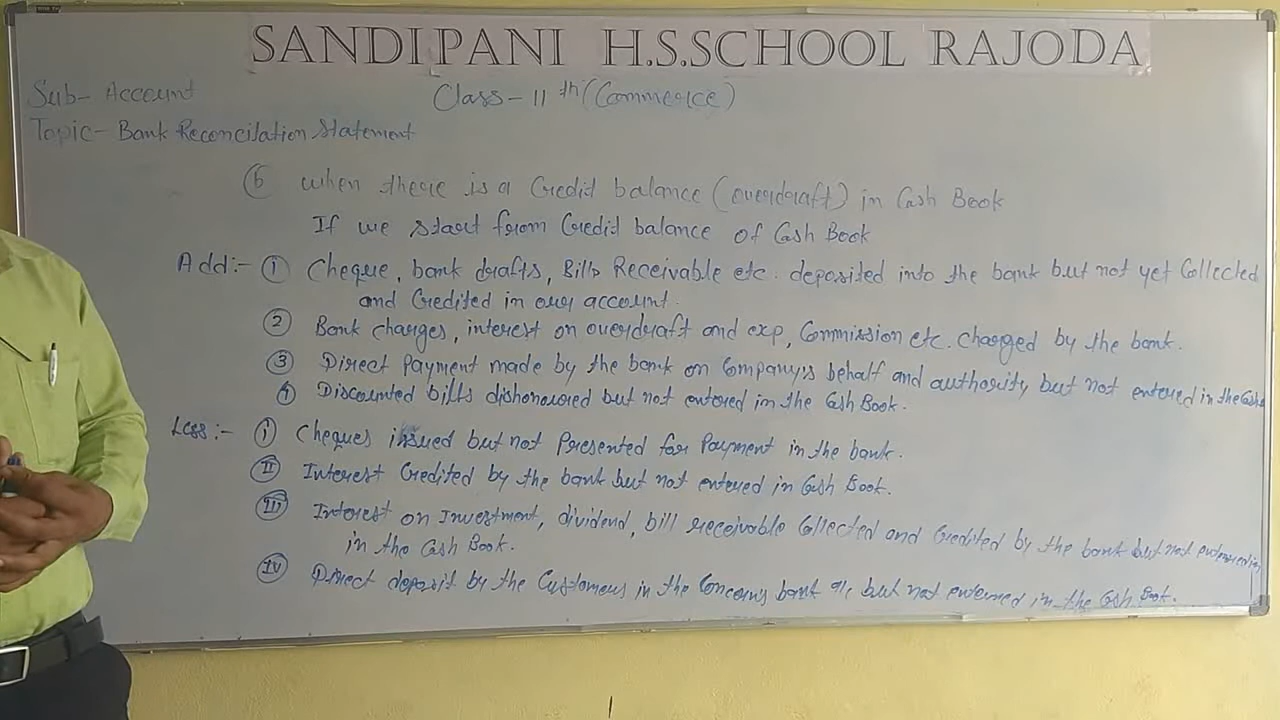 SANDIPANI H.S.SCHOOL RAJODA
Sub- Account
Class- 11 th (Commerce)
Topic- Bank Reconcilation Statement
6 when there is a Credit balance (overdraft) in Cash Book
If we start from Credit balance of Cash Book
Add:- 1 Cheque, bank drafts, Bills Receivable etc. deposited into the bank but not yet Collected
and Credited in our account.
2 Bank charges, interest on overdraft and exp, Commission etc. charged by the bank.
3 Direct Payment made by the bank on Company's behalf and authority but not entered in the Cash
4 Discounted bills dishonoured but not entered in the Cash Book.
Less:- I Cheques issued but not Presented for Payment in the bank.
II Interest Credited by the bank but not entered in Cash Book.
III Interest on Investment, dividend, bill receivable Collected and Credited by the bank but not entered in
in the Cash Book.
IV Direct deposit by the Customers in the Concerns bank a/c but not entered in the Cash Book.